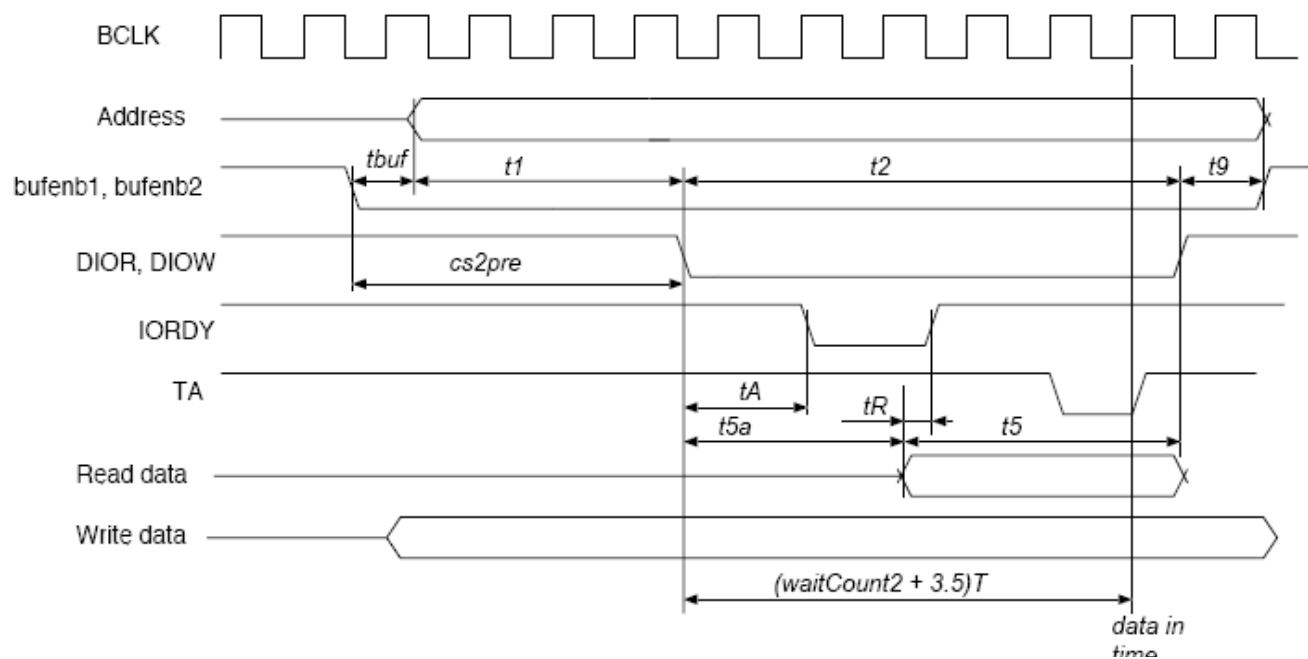 BCLK
Address
tbuf
t1
t2
t9
bufenb1, bufenb2
DIOR, DIOW
cs2pre
IORDY
TA
tA
tR
t5a
t5
Read data
Write data
(waitCount2 + 3.5)T
data in
time